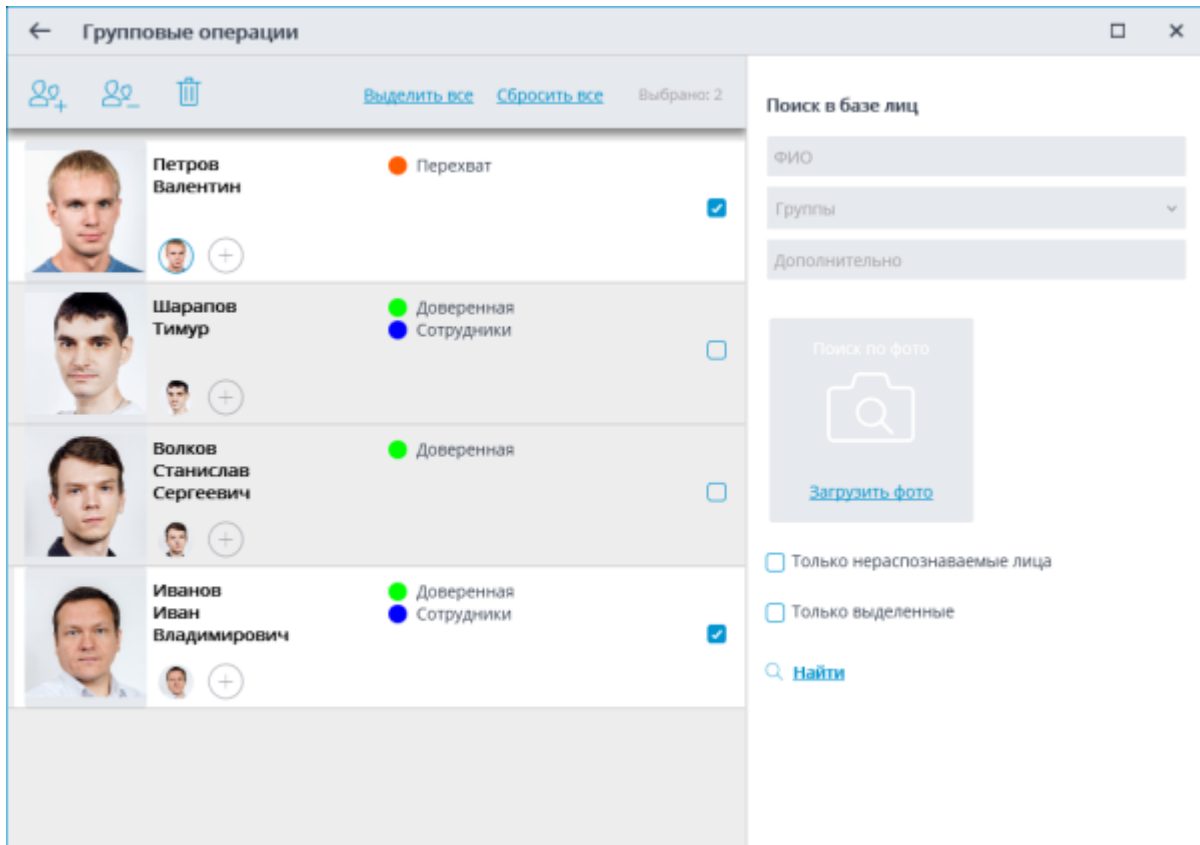 Групповые операции
Выделить все Сбросить все Выбрано: 2
Петров
Валентин
Перехват
Шарапов
Тимур
Доверенная
Сотрудники
Волков
Станислав
Сергеевич
Доверенная
Иванов
Иван
Владимирович
Доверенная
Сотрудники
Поиск в базе лиц
ФИО
Группы
Дополнительно
Поиск по фото
Загрузить фото
Только нераспознаваемые лица
Только выделенные
Найти